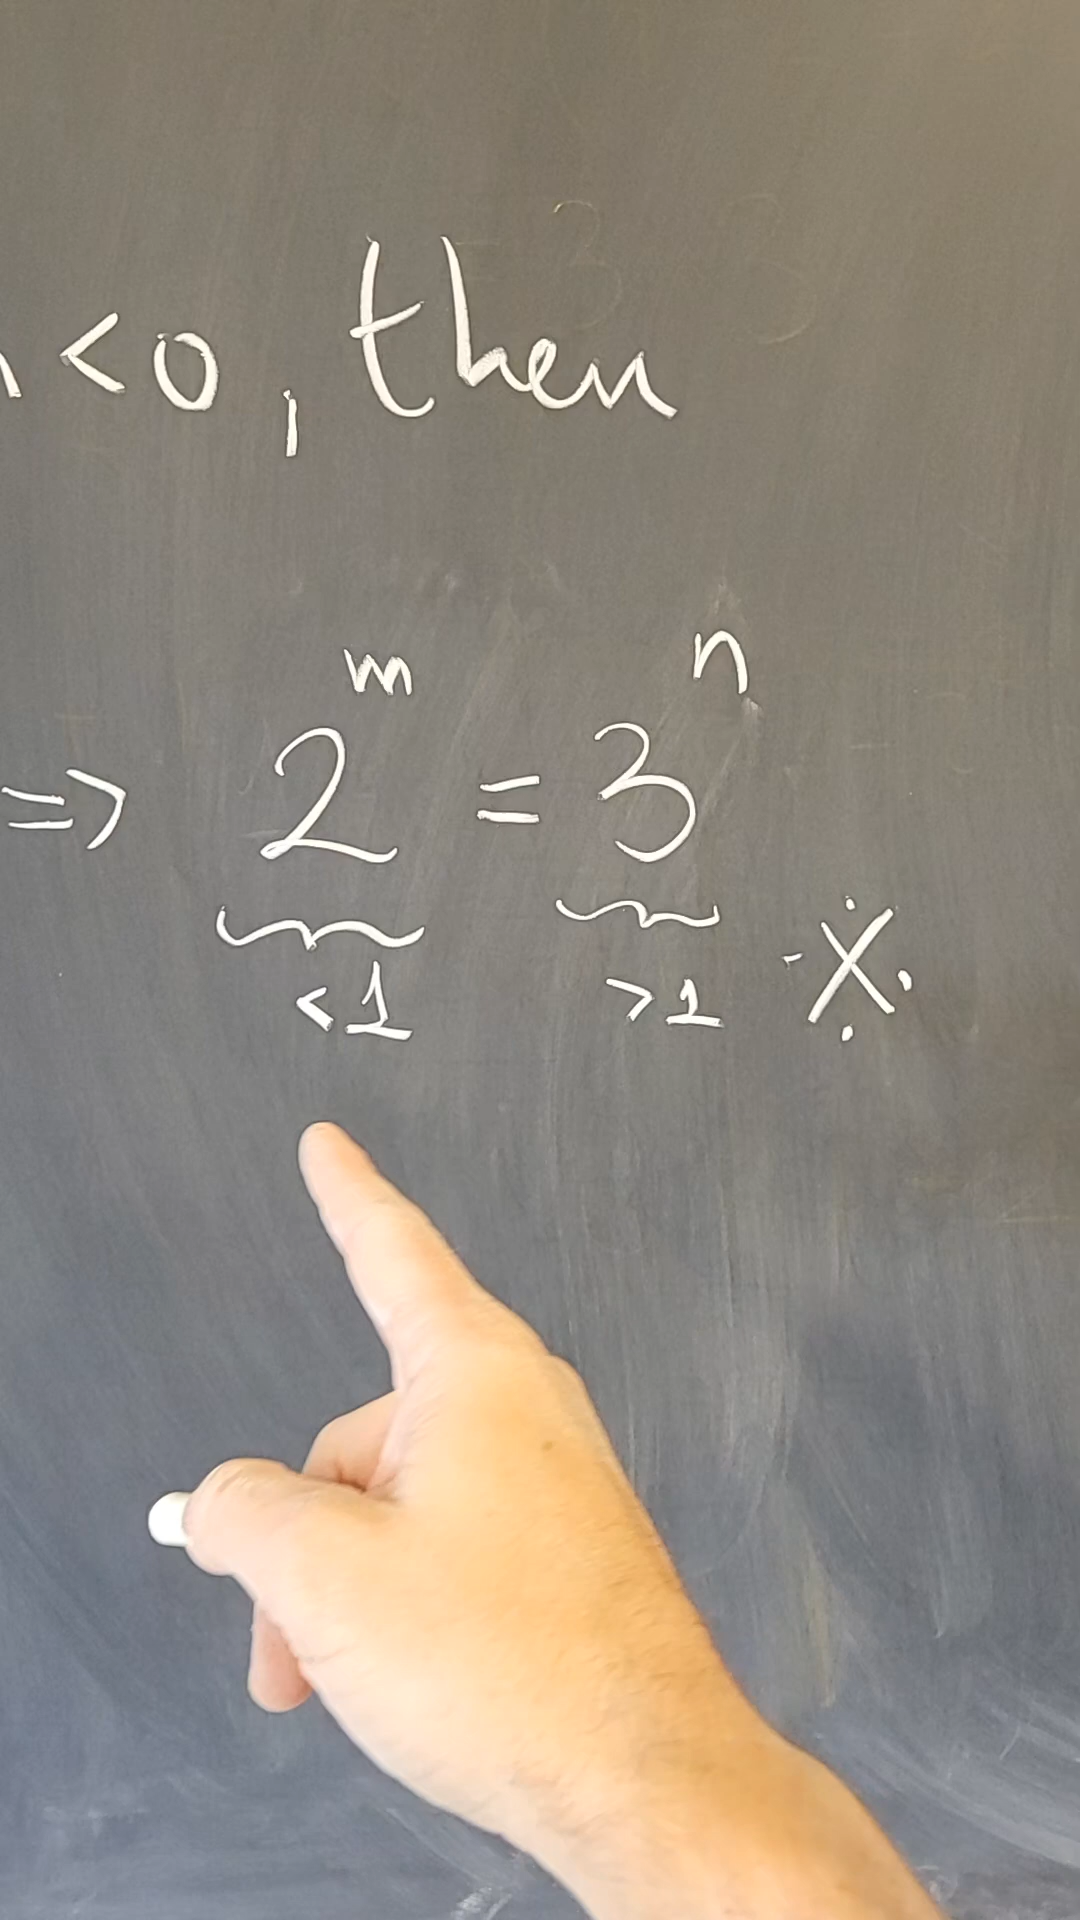 <0, then
=> 2^m = 3^n
<1 >1 ※